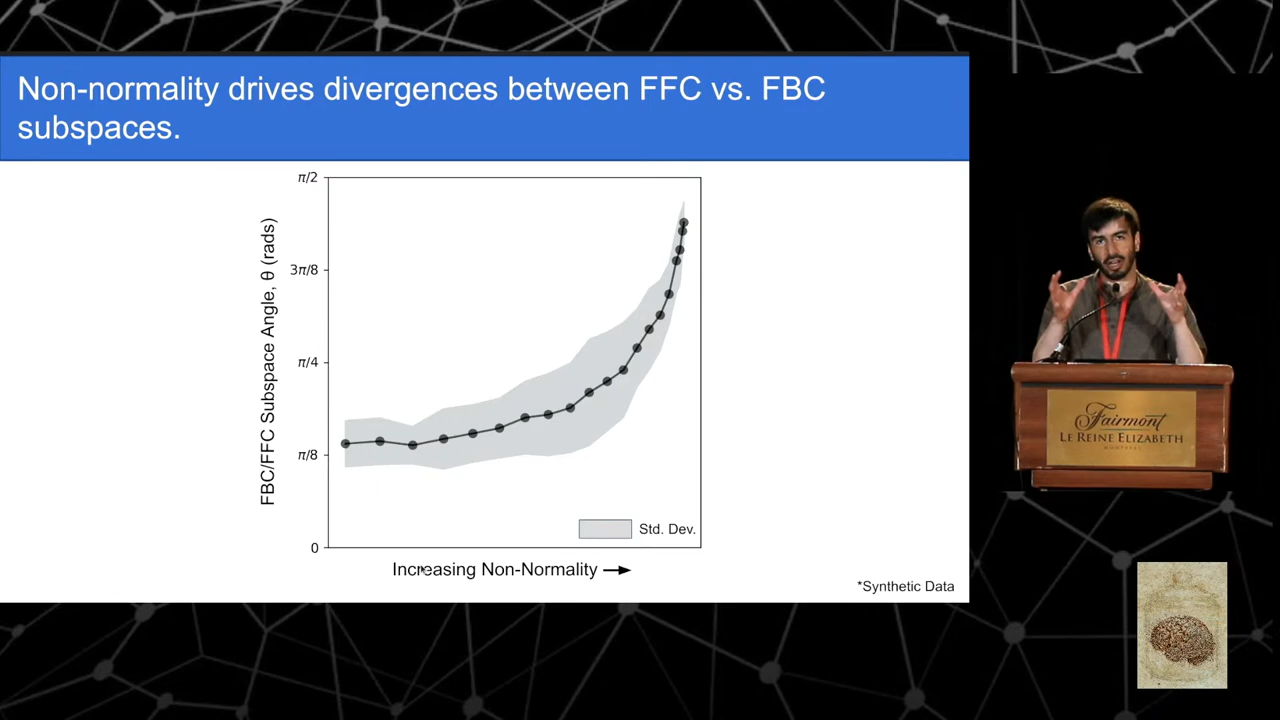 Non-normality drives divergences between FFC vs. FBC
subspaces.
π/2
3π/8
π/4
π/8
0
FBC/FFC Subspace Angle, θ (rads)
Std. Dev.
Increasing Non-Normality
*Synthetic Data
Fairmont
LE REINE ELIZABETH
MONTREAL